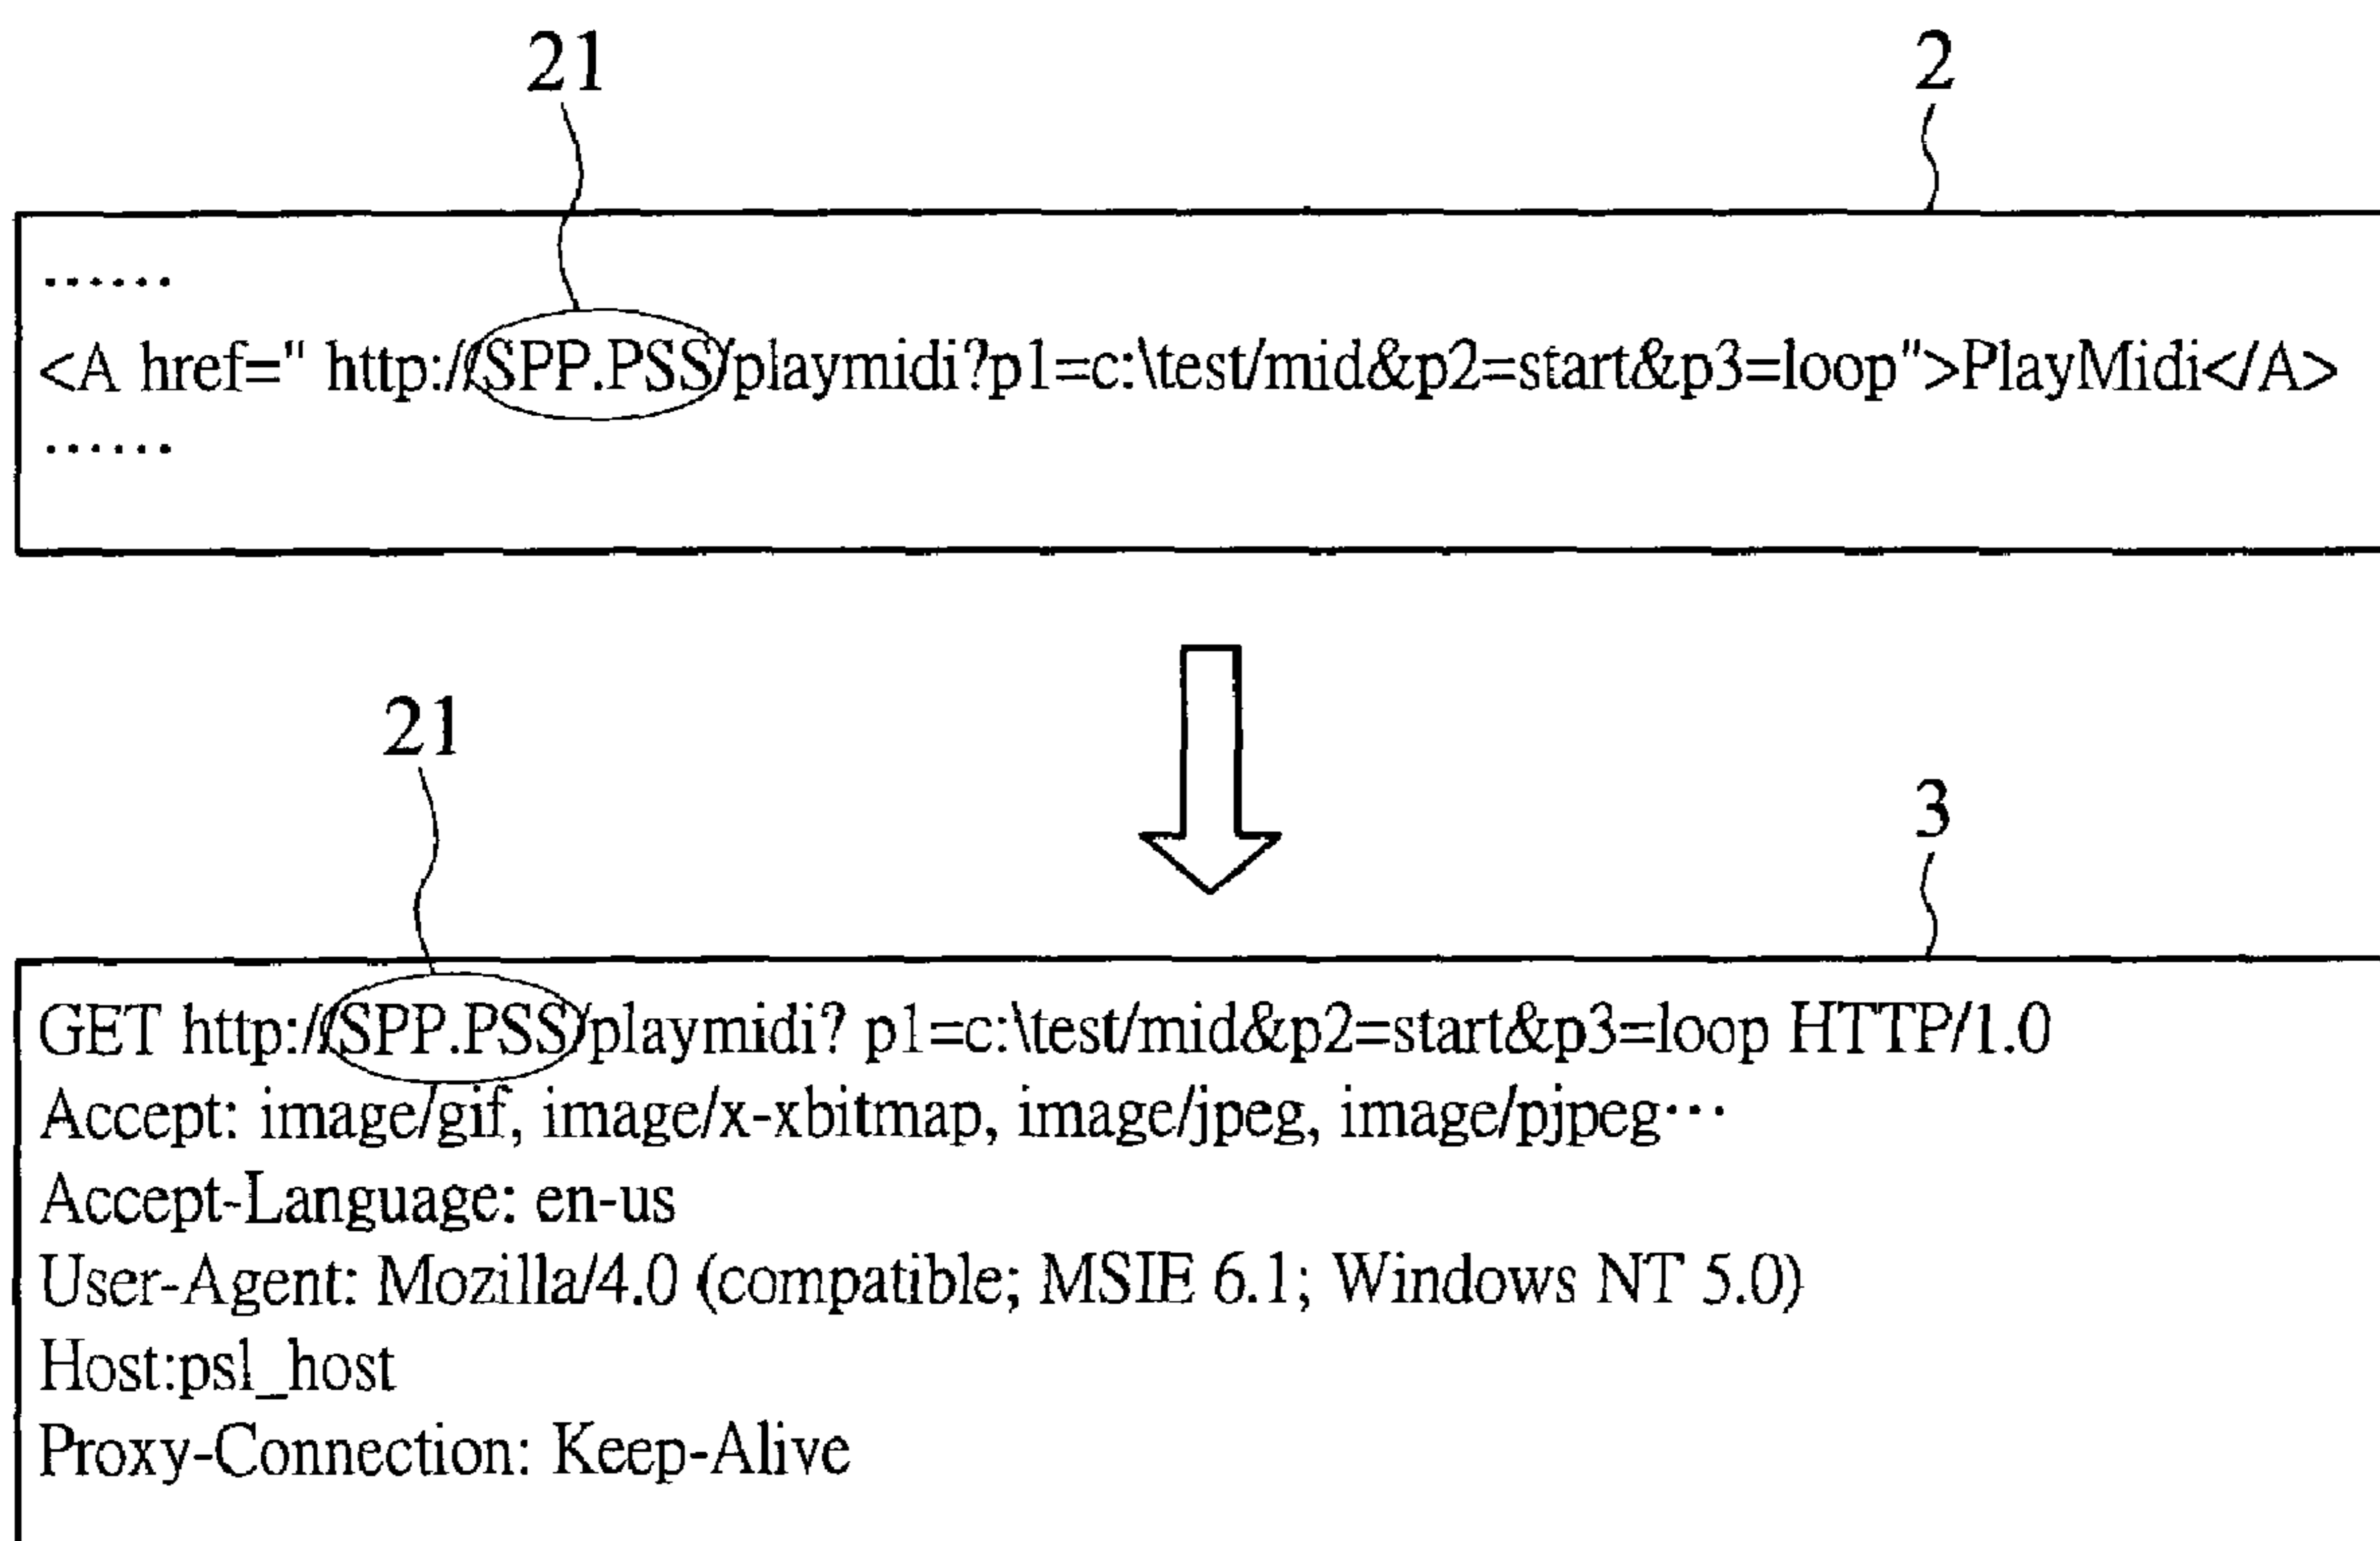 21
2
......
<A href=" http://SPP.PSS/playmidi?p1=c:\test/mid&p2=start&p3=loop">PlayMidi</A>
......
21
3
GET http://SPP.PSS/playmidi? p1=c:\test/mid&p2=start&p3=loop HTTP/1.0
Accept: image/gif, image/x-xbitmap, image/jpeg, image/pjpeg···
Accept-Language: en-us
User-Agent: Mozilla/4.0 (compatible; MSIE 6.1; Windows NT 5.0)
Host:psl_host
Proxy-Connection: Keep-Alive